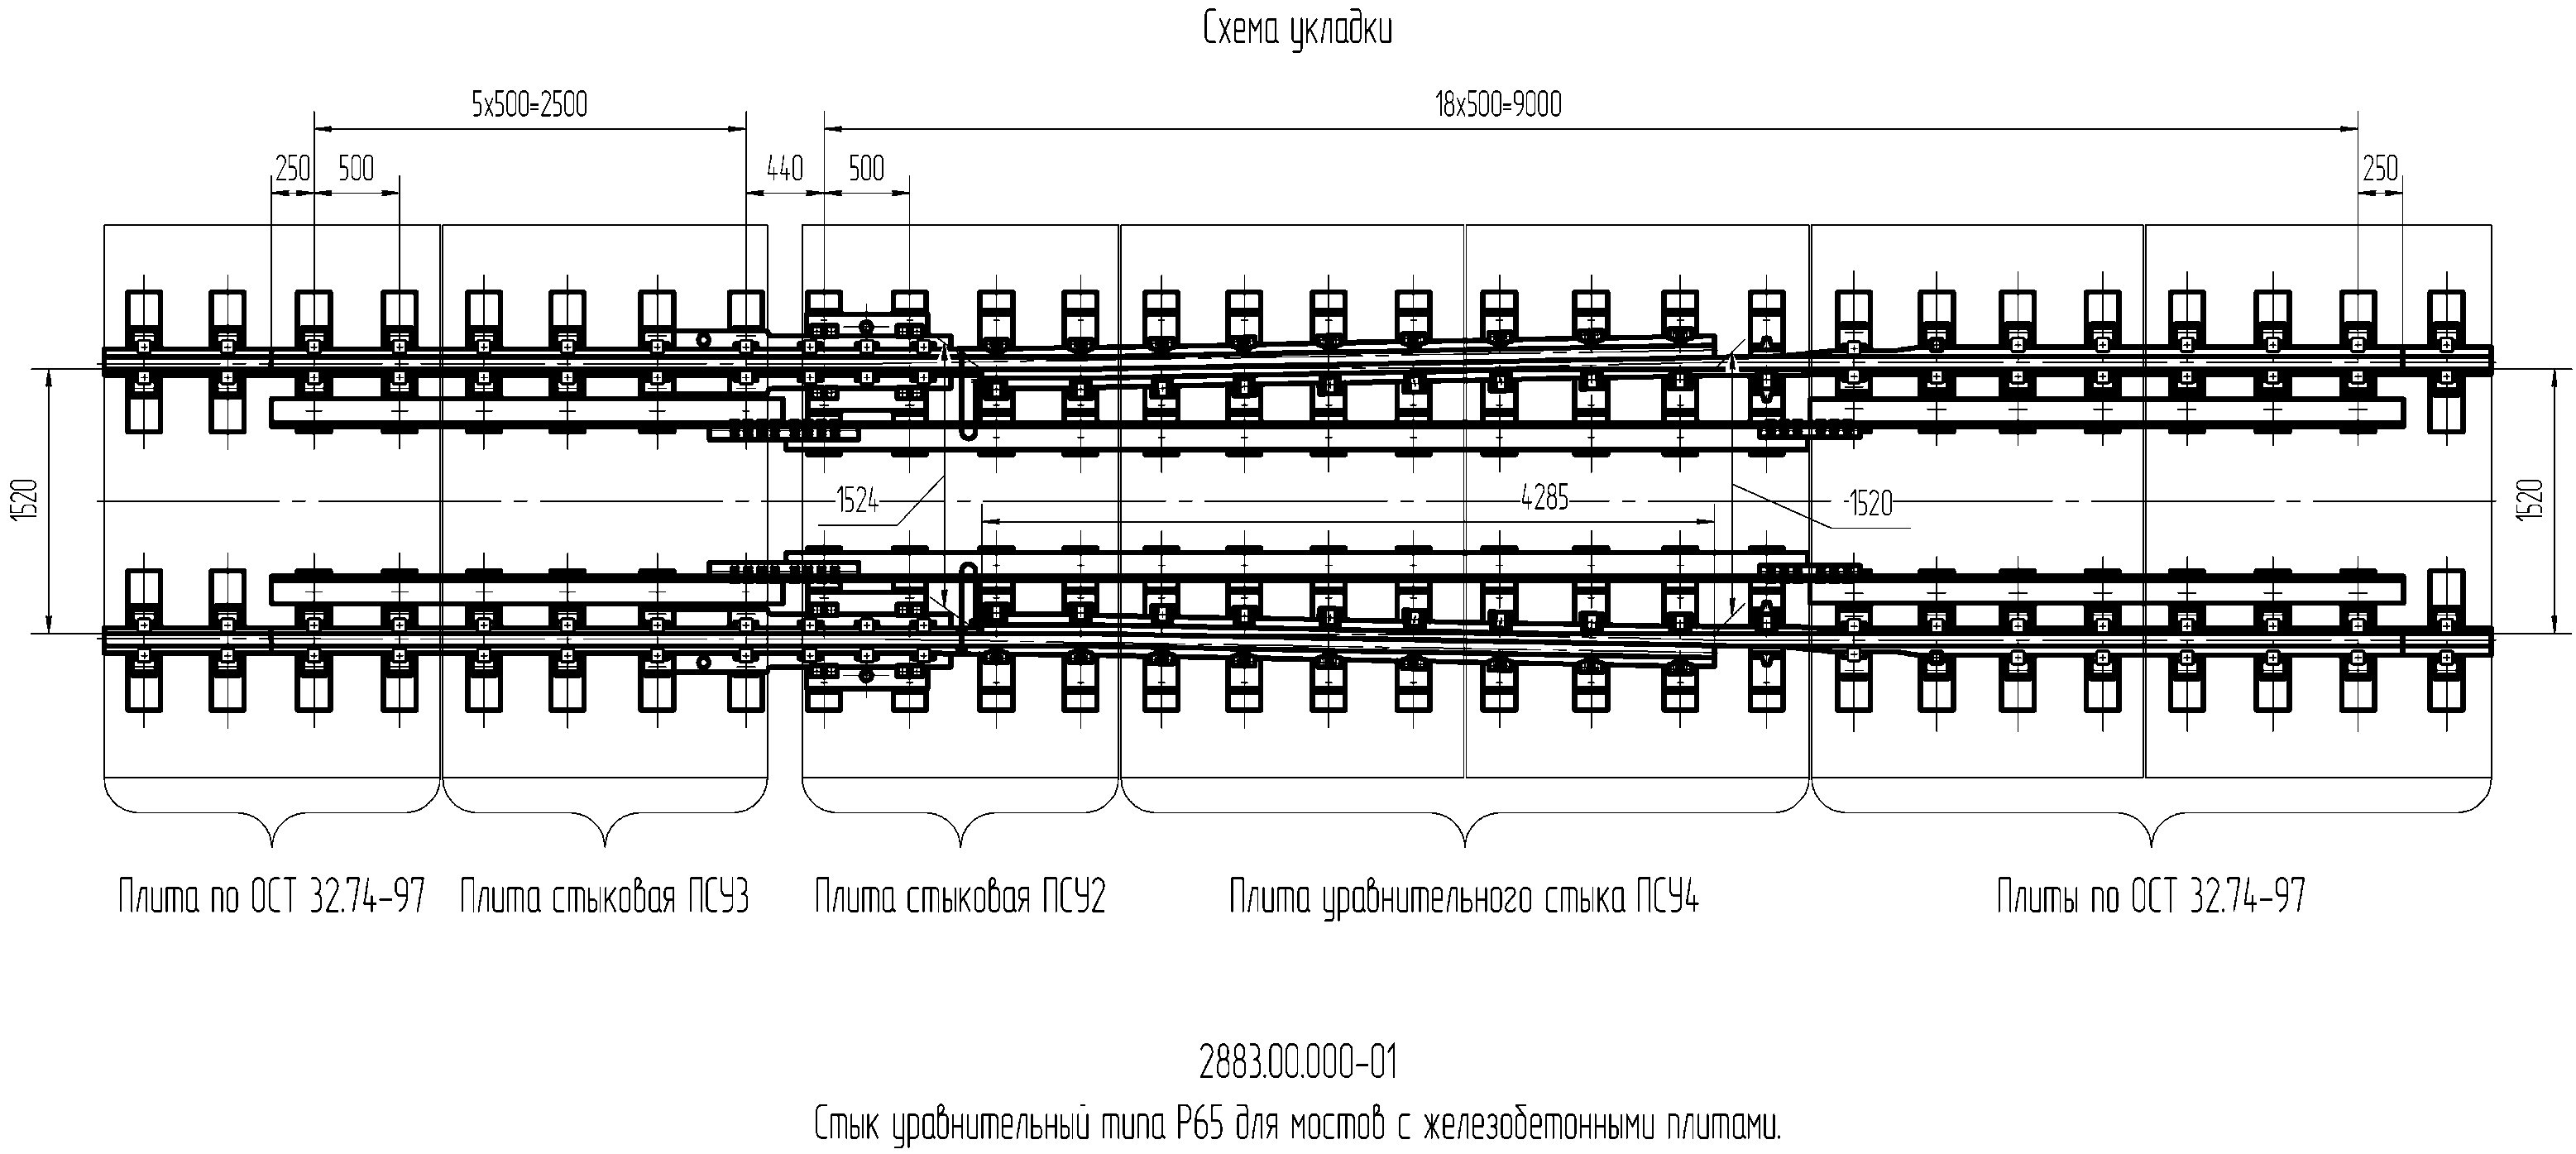 Схема укладки
5х500=2500
18х500=9000
250
500
440
500
250
1520
1524
4285
1520
1520
Плита по ОСТ 32.74-97
Плита стыковая ПСУ3
Плита стыковая ПСУ2
Плита уравнительного стыка ПСУ4
Плиты по ОСТ 32.74-97
2883.00.000-01
Стык уравнительный типа Р65 для мостов с железобетонными плитами.